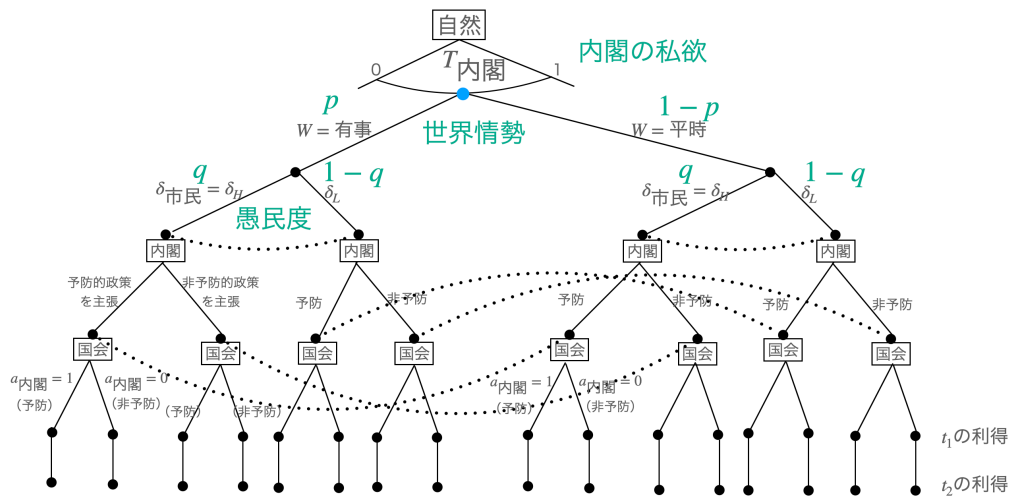 自然
0
T内閣
1
内閣の私欲
p
1 − p
W = 有事
世界情勢
W = 平時
q
1 − q
q
1 − q
δ市民 = δH
δL
δ市民 = δH
δL
愚民度
内閣
内閣
内閣
内閣
予防的政策
を主張
非予防的政策
を主張
予防
非予防
予防
非予防
予防
非予防
国会
国会
国会
国会
国会
国会
国会
国会
a内閣 = 1
(予防)
a内閣 = 0
(非予防)
(予防)
(非予防)
a内閣 = 1
(予防)
a内閣 = 0
(非予防)
t1の利得
t2の利得